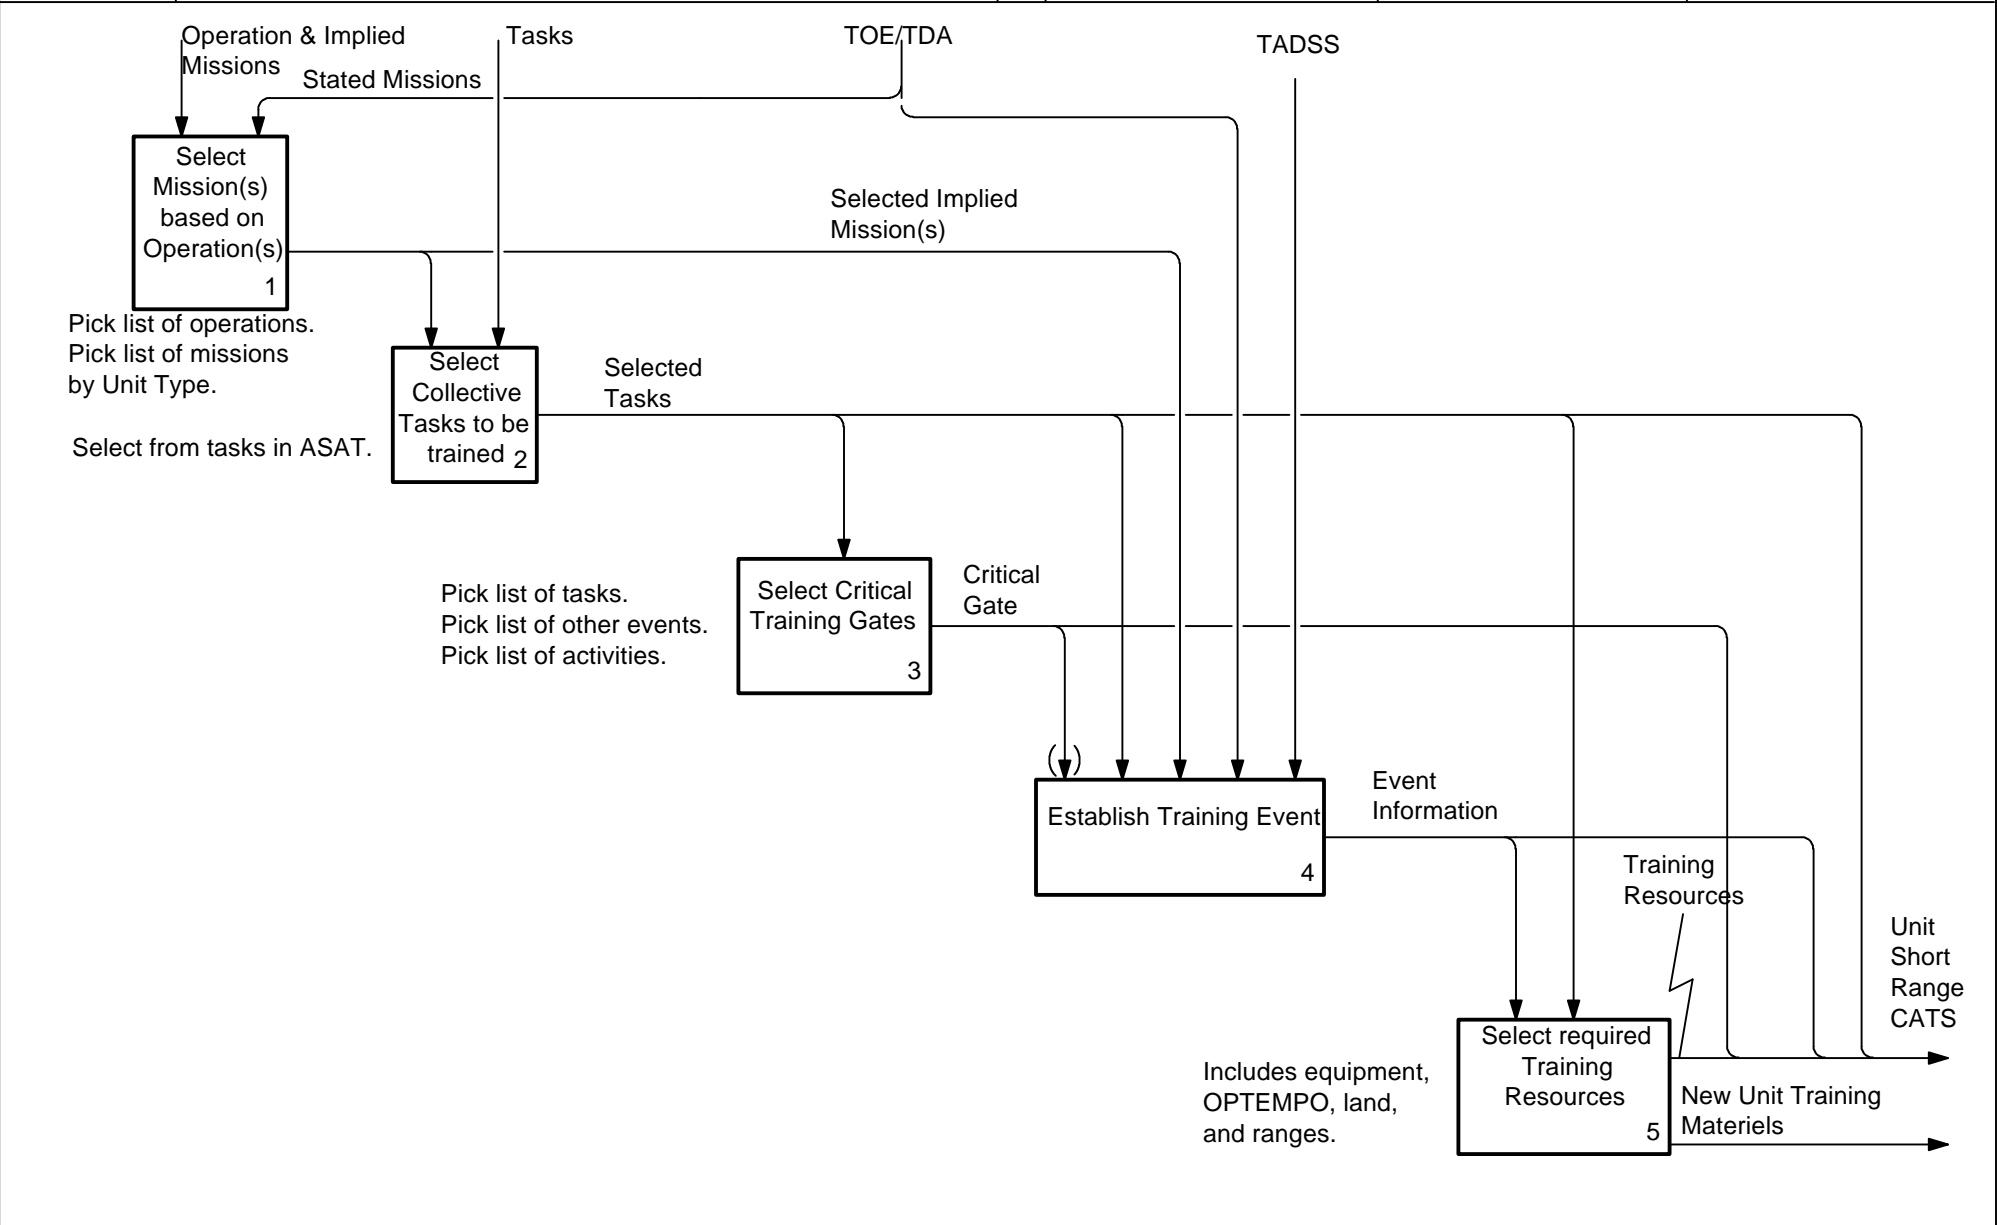 Operation & Implied
Missions
Tasks
TOE/TDA
TADSS
Stated Missions
Select
Mission(s)
based on
Operation(s)
1
Selected Implied
Mission(s)
Pick list of operations.
Pick list of missions
by Unit Type.
Select
Collective
Tasks to be
trained
2
Selected
Tasks
Select from tasks in ASAT.
Select Critical
Training Gates
3
Critical
Gate
Pick list of tasks.
Pick list of other events.
Pick list of activities.
( )
Establish Training Event
4
Event
Information
Training
Resources
Unit
Short
Range
CATS
Select required
Training
Resources
5
Includes equipment,
OPTEMPO, land,
and ranges.
New Unit Training
Materiels